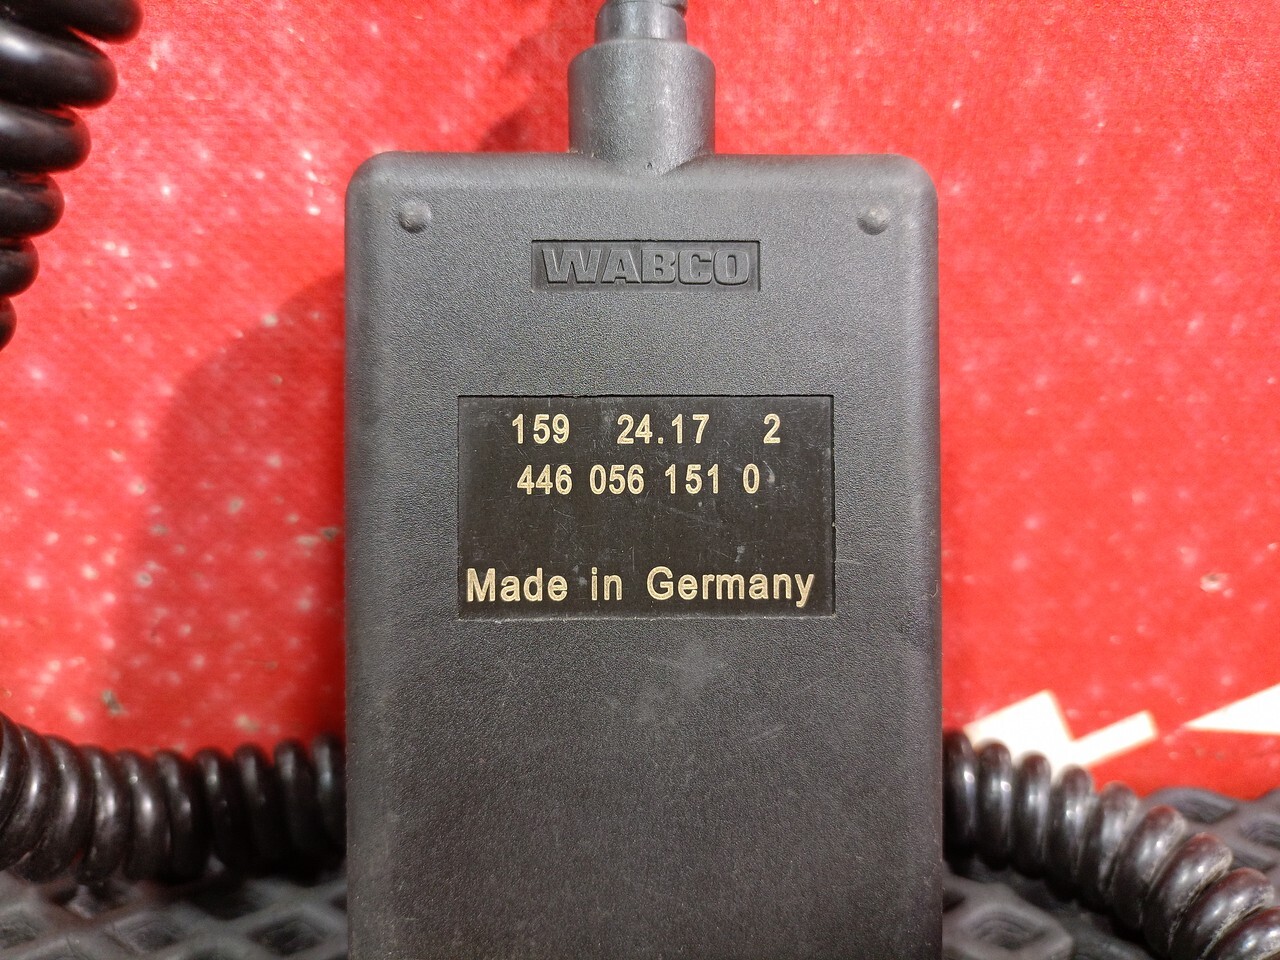 WABCO
159 24.17 2
446 056 151 0
Made in Germany